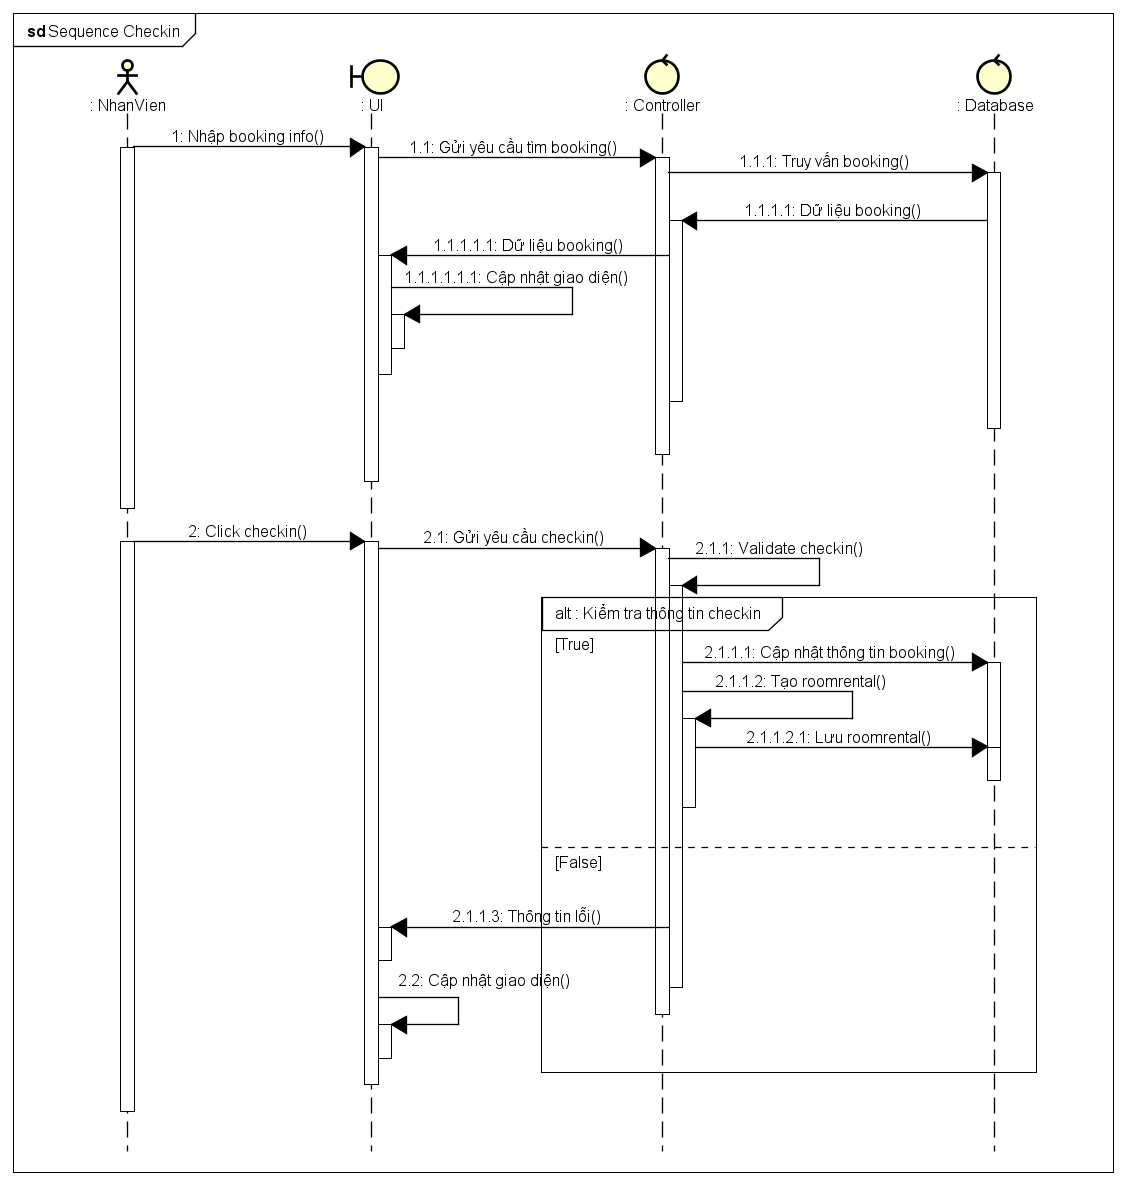 sd Sequence Checkin
: NhanVien
: UI
: Controller
: Database
1: Nhập booking info()
1.1: Gửi yêu cầu tìm booking()
1.1.1: Truy vấn booking()
1.1.1.1: Dữ liệu booking()
1.1.1.1.1: Dữ liệu booking()
1.1.1.1.1.1: Cập nhật giao diện()
2: Click checkin()
2.1: Gửi yêu cầu checkin()
2.1.1: Validate checkin()
alt : Kiểm tra thông tin checkin
[True]
2.1.1.1: Cập nhật thông tin booking()
2.1.1.2: Tạo roomrental()
2.1.1.2.1: Lưu roomrental()
[False]
2.1.1.3: Thông tin lỗi()
2.2: Cập nhật giao diện()